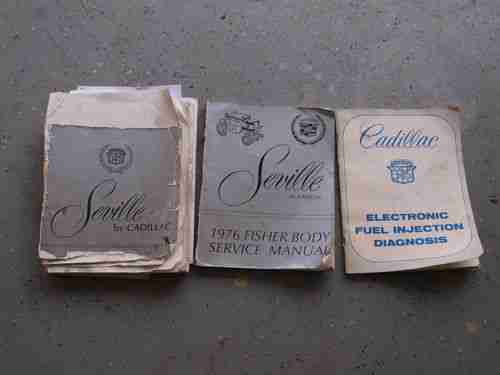 Seville
by CADILLAC
Seville
1976 FISHER BODY
SERVICE MANUAL
Cadillac
ELECTRONIC
FUEL INJECTION
DIAGNOSIS